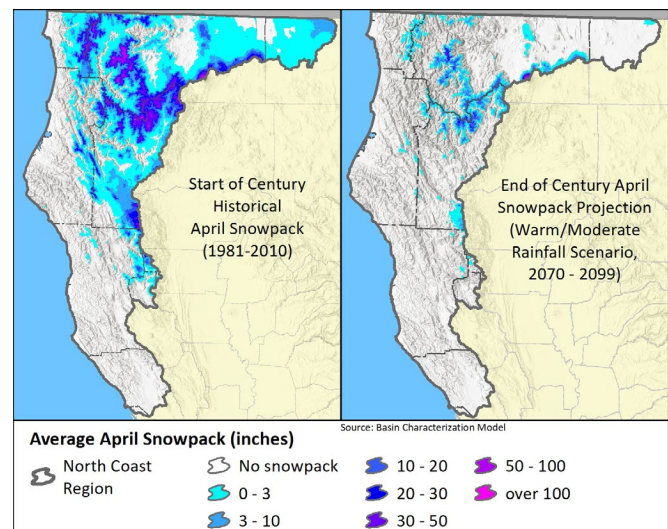 Start of Century
Historical
April Snowpack
(1981-2010)
End of Century April
Snowpack Projection
(Warm/Moderate
Rainfall Scenario,
2070 - 2099)
Source: Basin Characterization Model
Average April Snowpack (inches)
North Coast
Region
No snowpack
0 - 3
3 - 10
10 - 20
20 - 30
30 - 50
50 - 100
over 100